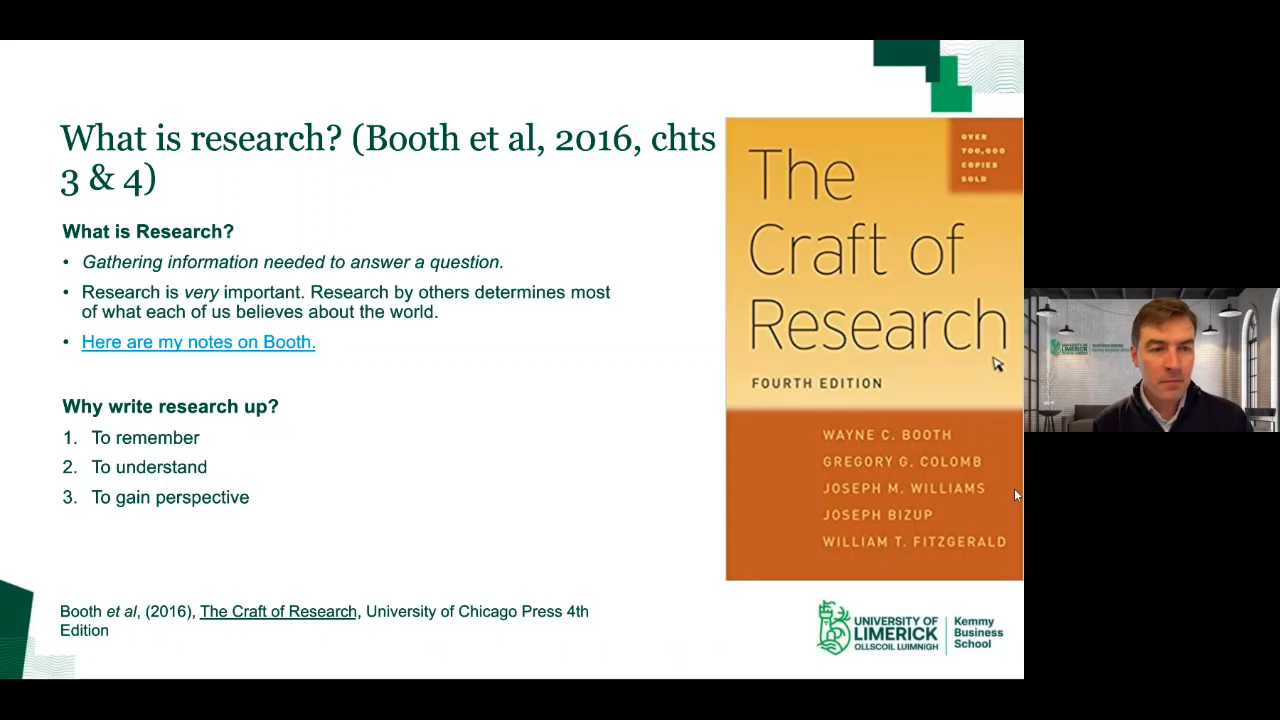 What is research? (Booth et al, 2016, chts
3 & 4)
What is Research?
• Gathering information needed to answer a question.
• Research is very important. Research by others determines most
of what each of us believes about the world.
• Here are my notes on Booth.
Why write research up?
1. To remember
2. To understand
3. To gain perspective
Booth et al, (2016), The Craft of Research, University of Chicago Press 4th
Edition
OVER
700,000
COPIES
SOLD
The
Craft of
Research
FOURTH EDITION
WAYNE C. BOOTH
GREGORY G. COLOMB
JOSEPH M. WILLIAMS
JOSEPH BIZUP
WILLIAM T. FITZGERALD
UNIVERSITY OF
LIMERICK
OLLSCOIL LUIMNIGH
Kemmy
Business
School
UNIVERSITY OF
LIMERICK